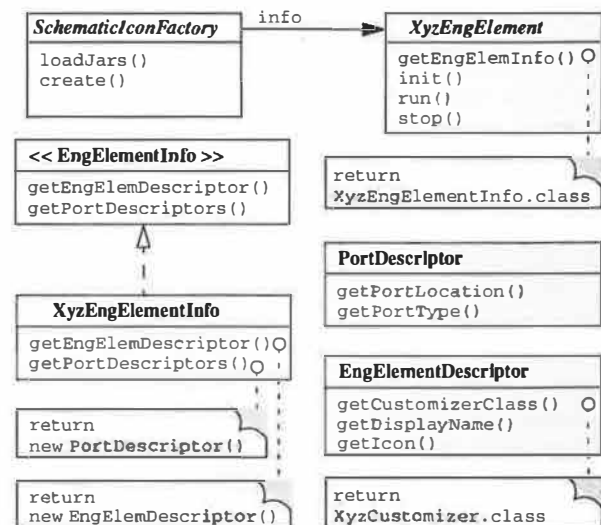 SchematicIconFactory
loadJars()
create()
info
XyzEngElement
getEngElemInfo()
init()
run()
stop()
return
XyzEngElementInfo.class
<< EngElementInfo >>
getEngElemDescriptor()
getPortDescriptors()
PortDescriptor
getPortLocation()
getPortType()
XyzEngElementInfo
getEngElemDescriptor()
getPortDescriptors()
return
new PortDescriptor()
return
new EngElemDescriptor()
EngElementDescriptor
getCustomizerClass()
getDisplayName()
getIcon()
return
XyzCustomizer.class